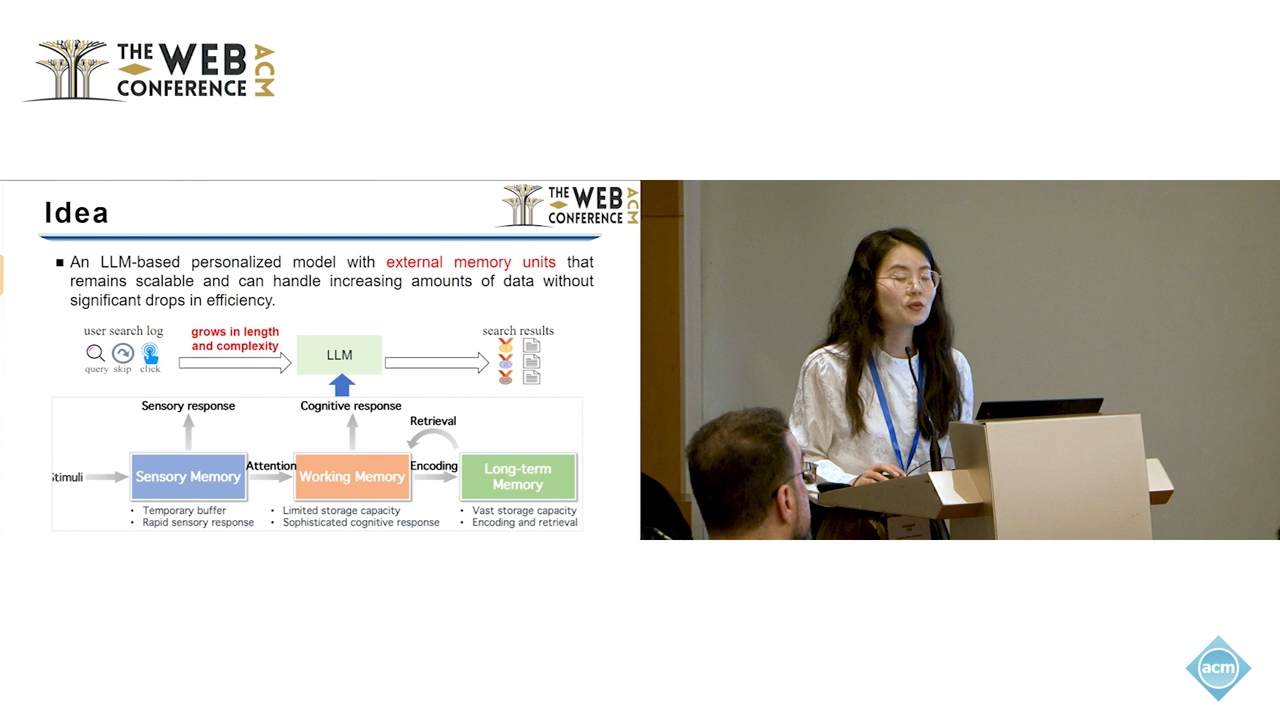 THE WEB CONFERENCE ACM
Idea
THE WEB CONFERENCE ACM
■ An LLM-based personalized model with external memory units that
remains scalable and can handle increasing amounts of data without
significant drops in efficiency.
user search log
query skip click
grows in length
and complexity
LLM
search results
Sensory response
Cognitive response
Retrieval
timuli
Sensory Memory
Attention
Working Memory
Encoding
Long-term
Memory
• Temporary buffer
• Rapid sensory response
• Limited storage capacity
• Sophisticated cognitive response
• Vast storage capacity
• Encoding and retrieval
acm